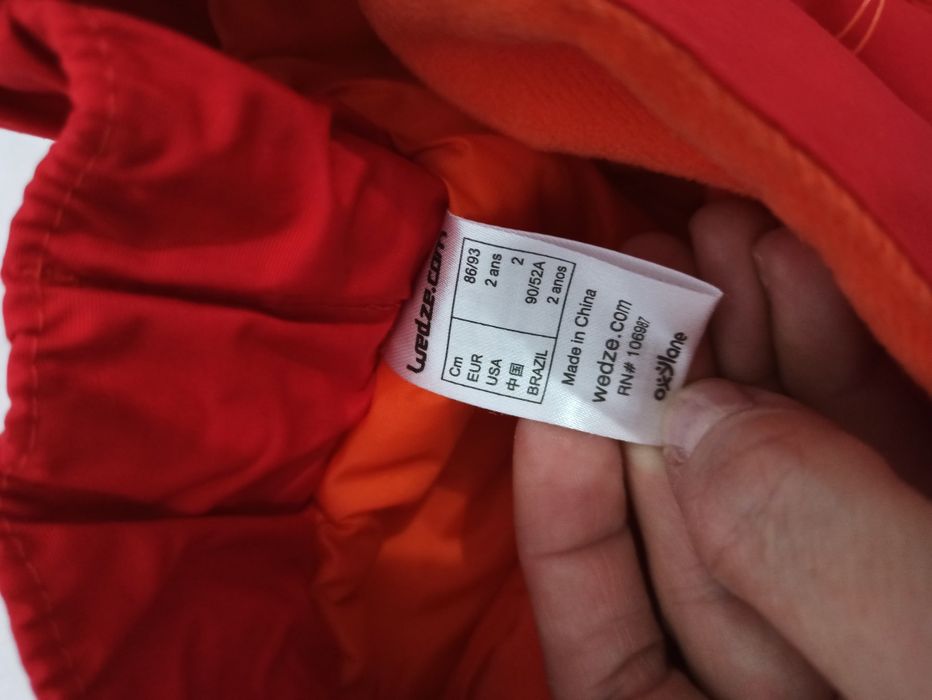 wedze.com
Cm 86/93
EUR 2 ans
USA 2
中国 90/52A
BRAZIL 2 anos
Made in China
wedze.com
RN# 106987
oxylane